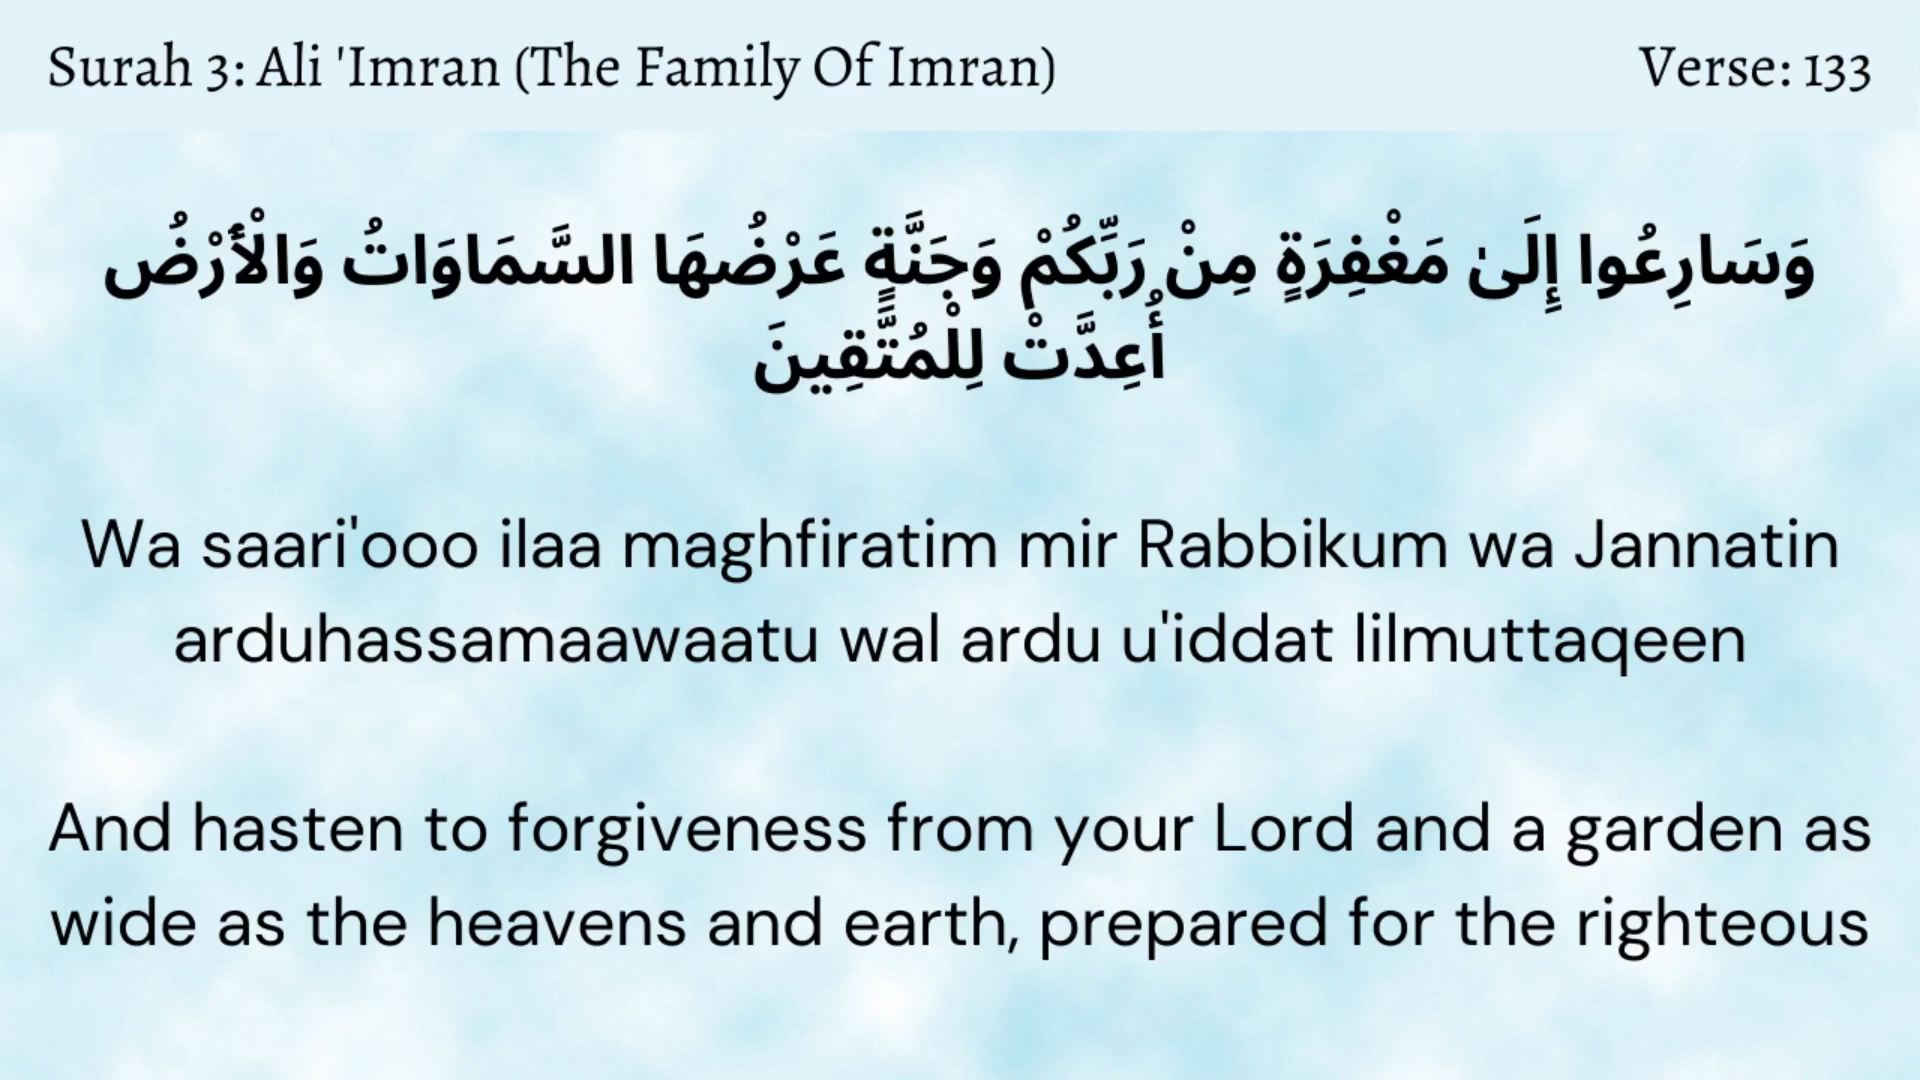 Surah 3: Ali 'Imran (The Family Of Imran)
Verse: 133
وَسَارِعُوا إِلَىٰ مَغْفِرَةٍ مِنْ رَبِّكُمْ وَجَنَّةٍ عَرْضُهَا السَّمَاوَاتُ وَالْأَرْضُ
أُعِدَّتْ لِلْمُتَّقِينَ
Wa saari'ooo ilaa maghfiratim mir Rabbikum wa Jannatin
arduhassamaawaatu wal ardu u'iddat lilmuttaqeen
And hasten to forgiveness from your Lord and a garden as
wide as the heavens and earth, prepared for the righteous